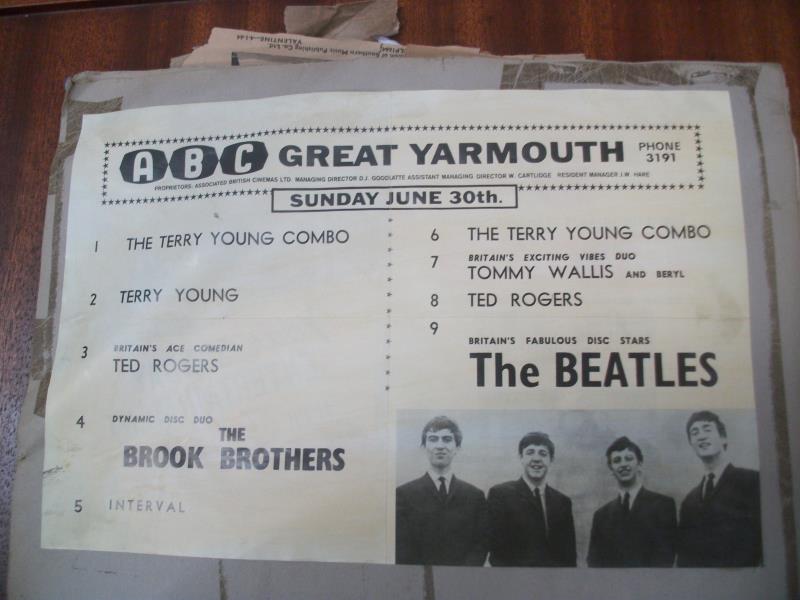 VALENTINE—4144
ABC GREAT YARMOUTH PHONE 3191
PROPRIETORS: ASSOCIATED BRITISH CINEMAS LTD. MANAGING DIRECTOR D.J. GOODLATTE ASSISTANT MANAGING DIRECTOR W. CARTLIDGE RESIDENT MANAGER J.W. HARE
SUNDAY JUNE 30th.
1 THE TERRY YOUNG COMBO
2 TERRY YOUNG
3 BRITAIN'S ACE COMEDIAN
TED ROGERS
4 DYNAMIC DISC DUO
THE
BROOK BROTHERS
5 INTERVAL
6 THE TERRY YOUNG COMBO
7 BRITAIN'S EXCITING VIBES DUO
TOMMY WALLIS AND BERYL
8 TED ROGERS
9
BRITAIN'S FABULOUS DISC STARS
The BEATLES